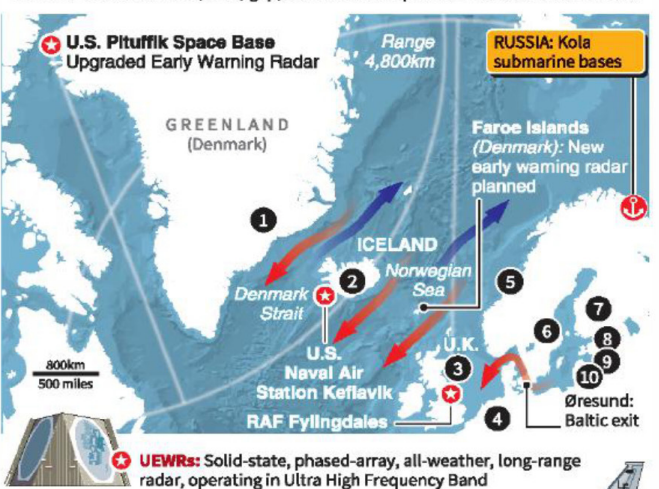 U.S. Pituffik Space Base
Upgraded Early Warning Radar
Range
4,800km
RUSSIA: Kola
submarine bases
GREENLAND
(Denmark)
Faroe Islands
(Denmark): New
early warning radar
planned
1
ICELAND
2
Norwegian
Sea
Denmark
Strait
5
7
6
8
9
10
U.K.
3
4
U.S.
Naval Air
Station Keflavik
RAF Fylingdales
800km
500 miles
Øresund:
Baltic exit
UEWRs: Solid-state, phased-array, all-weather, long-range
radar, operating in Ultra High Frequency Band